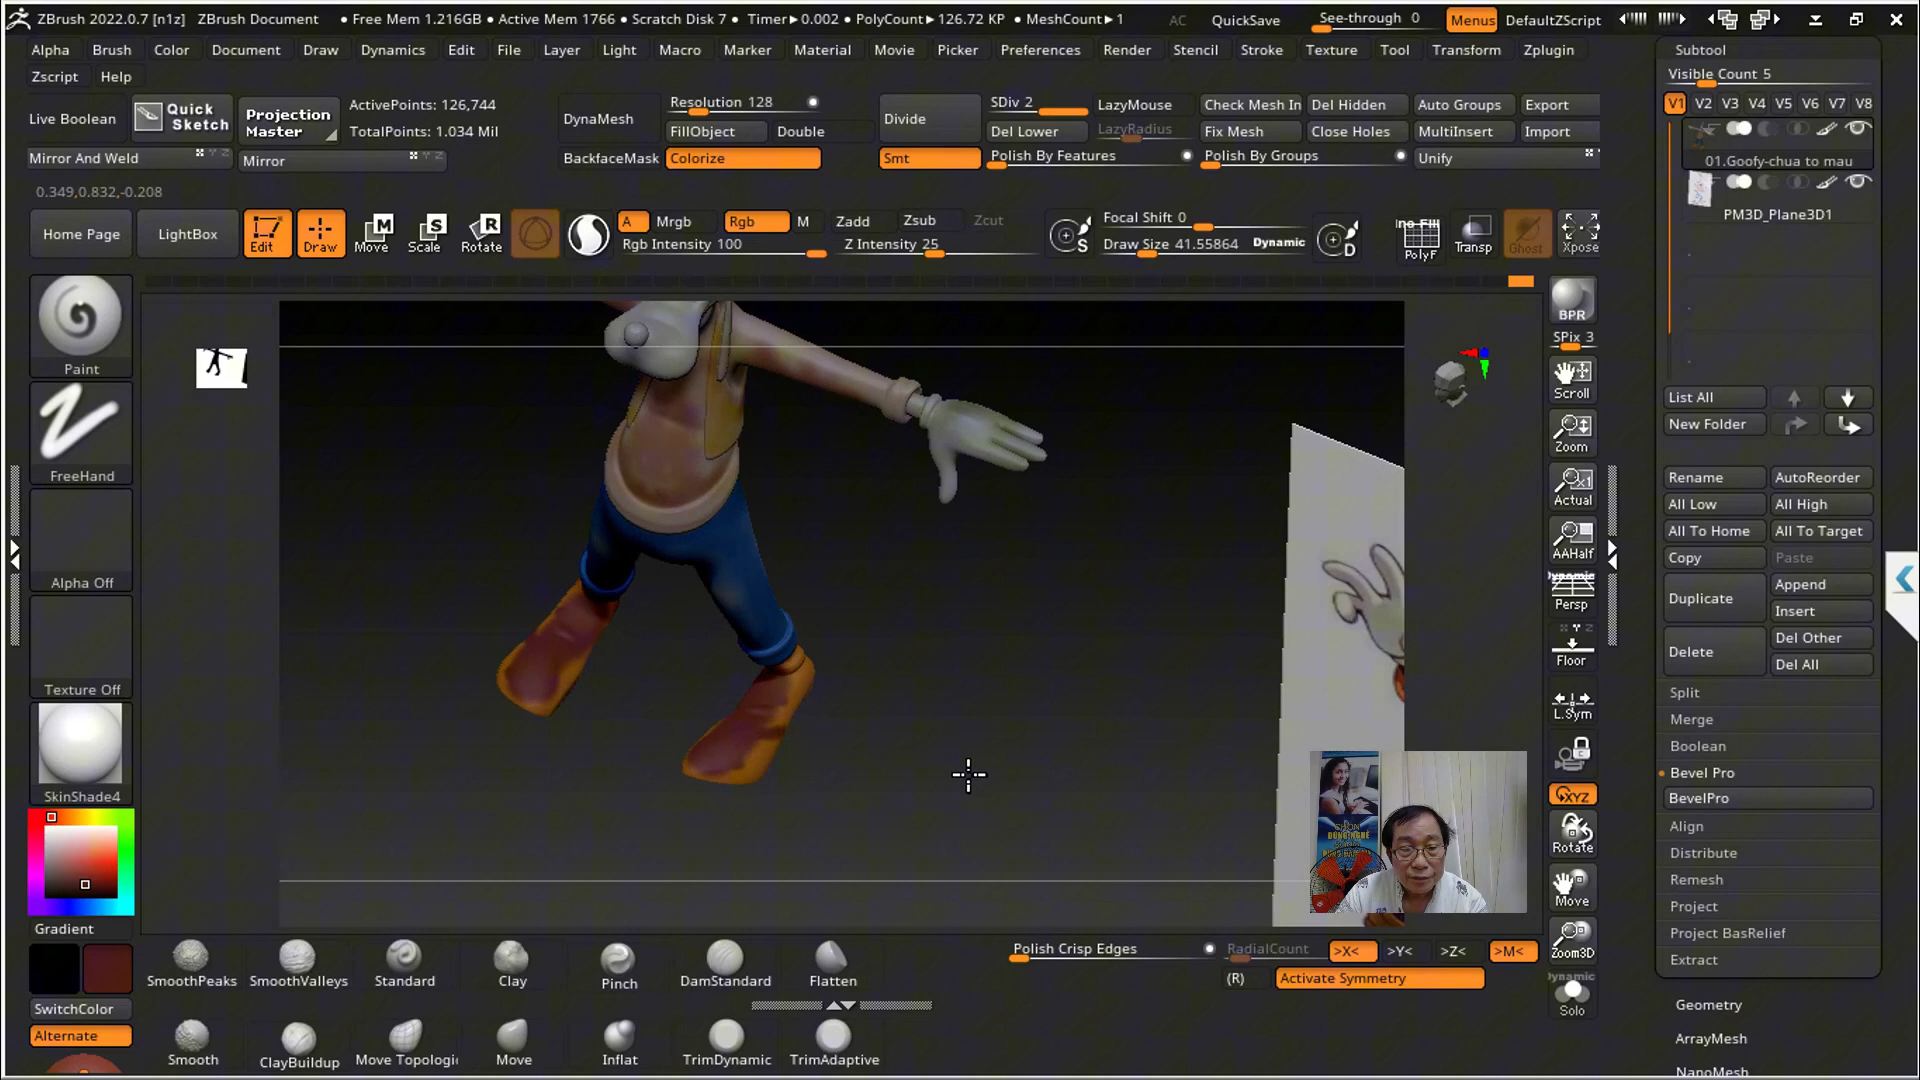 ZBrush 2022.0.7 [n1z] ZBrush Document • Free Mem 1.216GB • Active Mem 1766 • Scratch Disk 7 • Timer▶0.002 • PolyCount▶126.72 KP • MeshCount▶1 AC QuickSave See-through 0 Menus DefaultZScript
Alpha Brush Color Document Draw Dynamics Edit File Layer Light Macro Marker Material Movie Picker Preferences Render Stencil Stroke Texture Tool Transform Zplugin
Zscript Help
Live Boolean Quick Sketch Projection Master ActivePoints: 126,744 DynaMesh Resolution 128 Divide SDiv 2 LazyMouse Check Mesh In Del Hidden Auto Groups Export
TotalPoints: 1.034 Mil FillObject Double Del Lower LazyRadius Fix Mesh Close Holes MultiInsert Import
Mirror And Weld Mirror BackfaceMask Colorize Smt Polish By Features Polish By Groups Unify
0.349,0.832,-0.208
Home Page LightBox Edit Draw Move Scale Rotate A Mrgb Rgb M Zadd Zsub Zcut Focal Shift 0 PolyF Transp Ghost Xpose
Rgb Intensity 100 Z Intensity 25 Draw Size 41.55864 Dynamic
Paint
FreeHand
Alpha Off
Texture Off
SkinShade4
Gradient
SwitchColor
Alternate
BPR
SPix 3
Scroll
Zoom
Actual
AAHalf
Dynamic
Persp
Floor
L.Sym
XYZ
Rotate
Move
Zoom3D
Dynamic
Solo
Subtool
Visible Count 5
V1 V2 V3 V4 V5 V6 V7 V8
01.Goofy-chua to mau
PM3D_Plane3D1
List All
New Folder
Rename AutoReorder
All Low All High
All To Home All To Target
Copy Paste
Duplicate Append
Insert
Delete Del Other
Del All
Split
Merge
Boolean
Bevel Pro
BevelPro
Align
Distribute
Remesh
Project
Project BasRelief
Extract
Geometry
ArrayMesh
NanoMesh
SmoothPeaks SmoothValleys Standard Clay Pinch DamStandard Flatten
Smooth ClayBuildup Move Topologi Move Inflat TrimDynamic TrimAdaptive
Polish Crisp Edges RadialCount >X< >Y< >Z< >M<
(R) Activate Symmetry